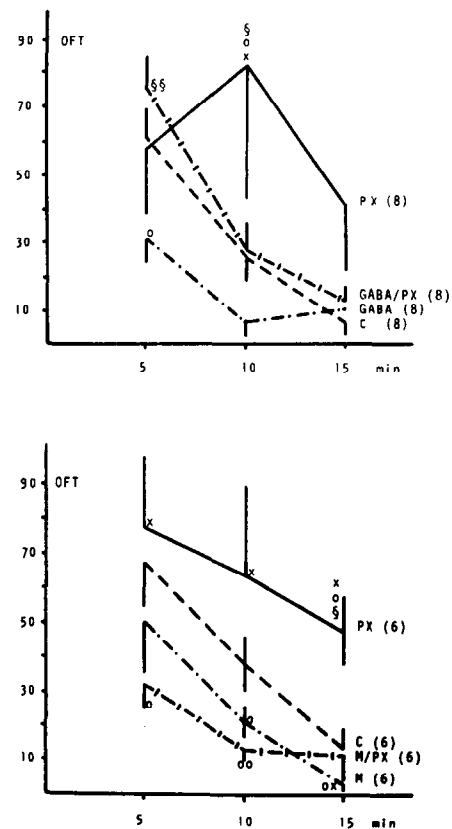 90 OFT
§
o
x
§§
70
50
PX (8)
30
o
GABA/PX (8)
GABA (8)
10
C (8)
5 10 15 min
90 OFT
x
70
x
x
o
§
50
PX (6)
30
o
o
C (6)
10
oo
M/PX (6)
M (6)
ox
5 10 15 min